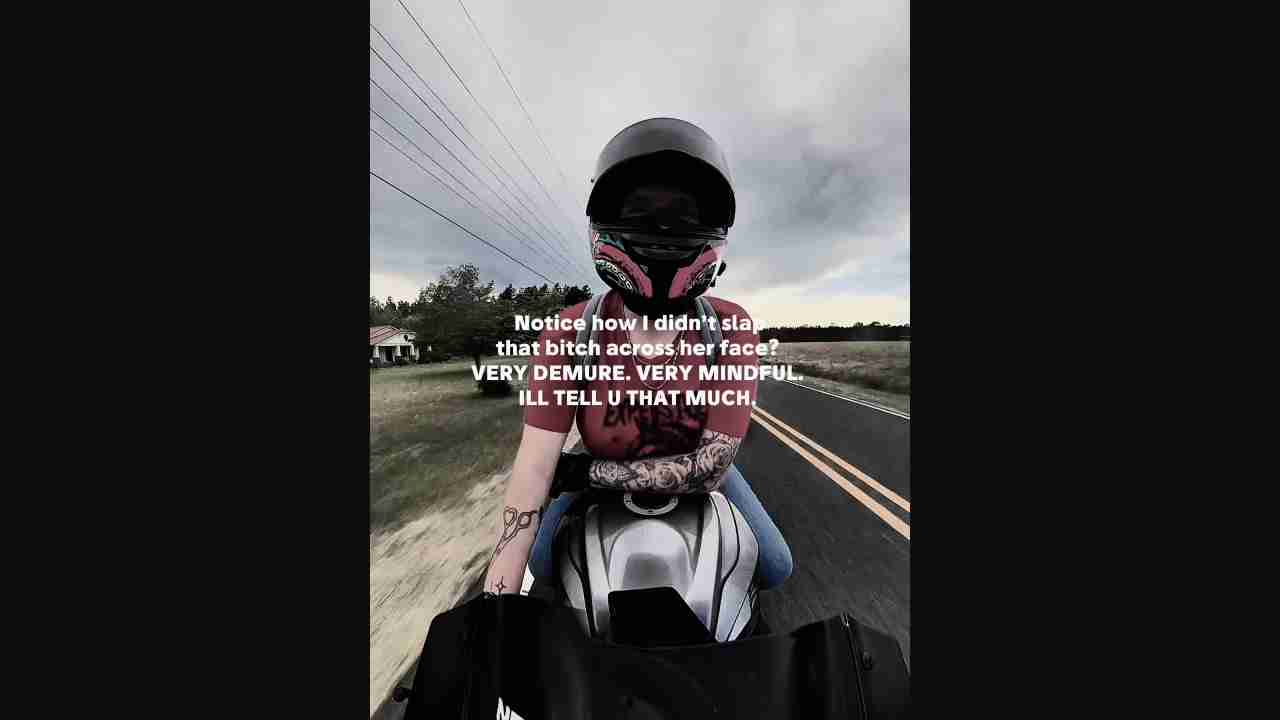 Notice how I didn't slap
that bitch across her face?
VERY DEMURE. VERY MINDFUL.
ILL TELL U THAT MUCH.